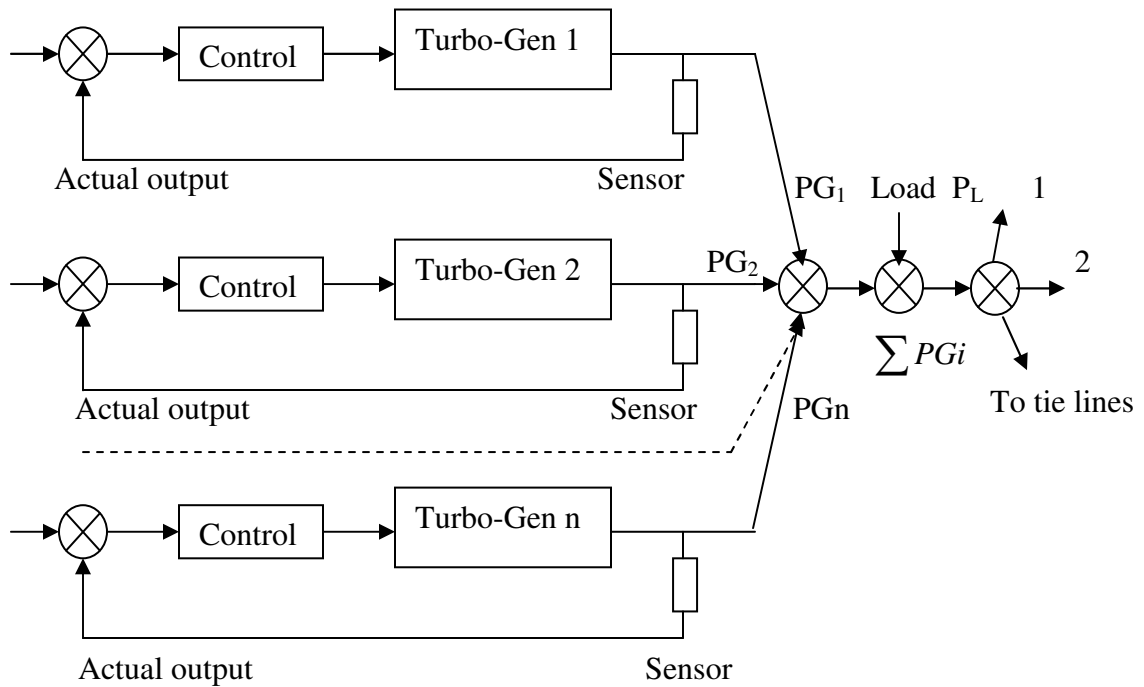 Turbo-Gen 1
Control
Actual output
Sensor
PG₁ Load P_L 1
Turbo-Gen 2
PG₂
2
Control
∑ PGi
To tie lines
Actual output
Sensor
PGn
Turbo-Gen n
Control
Actual output
Sensor